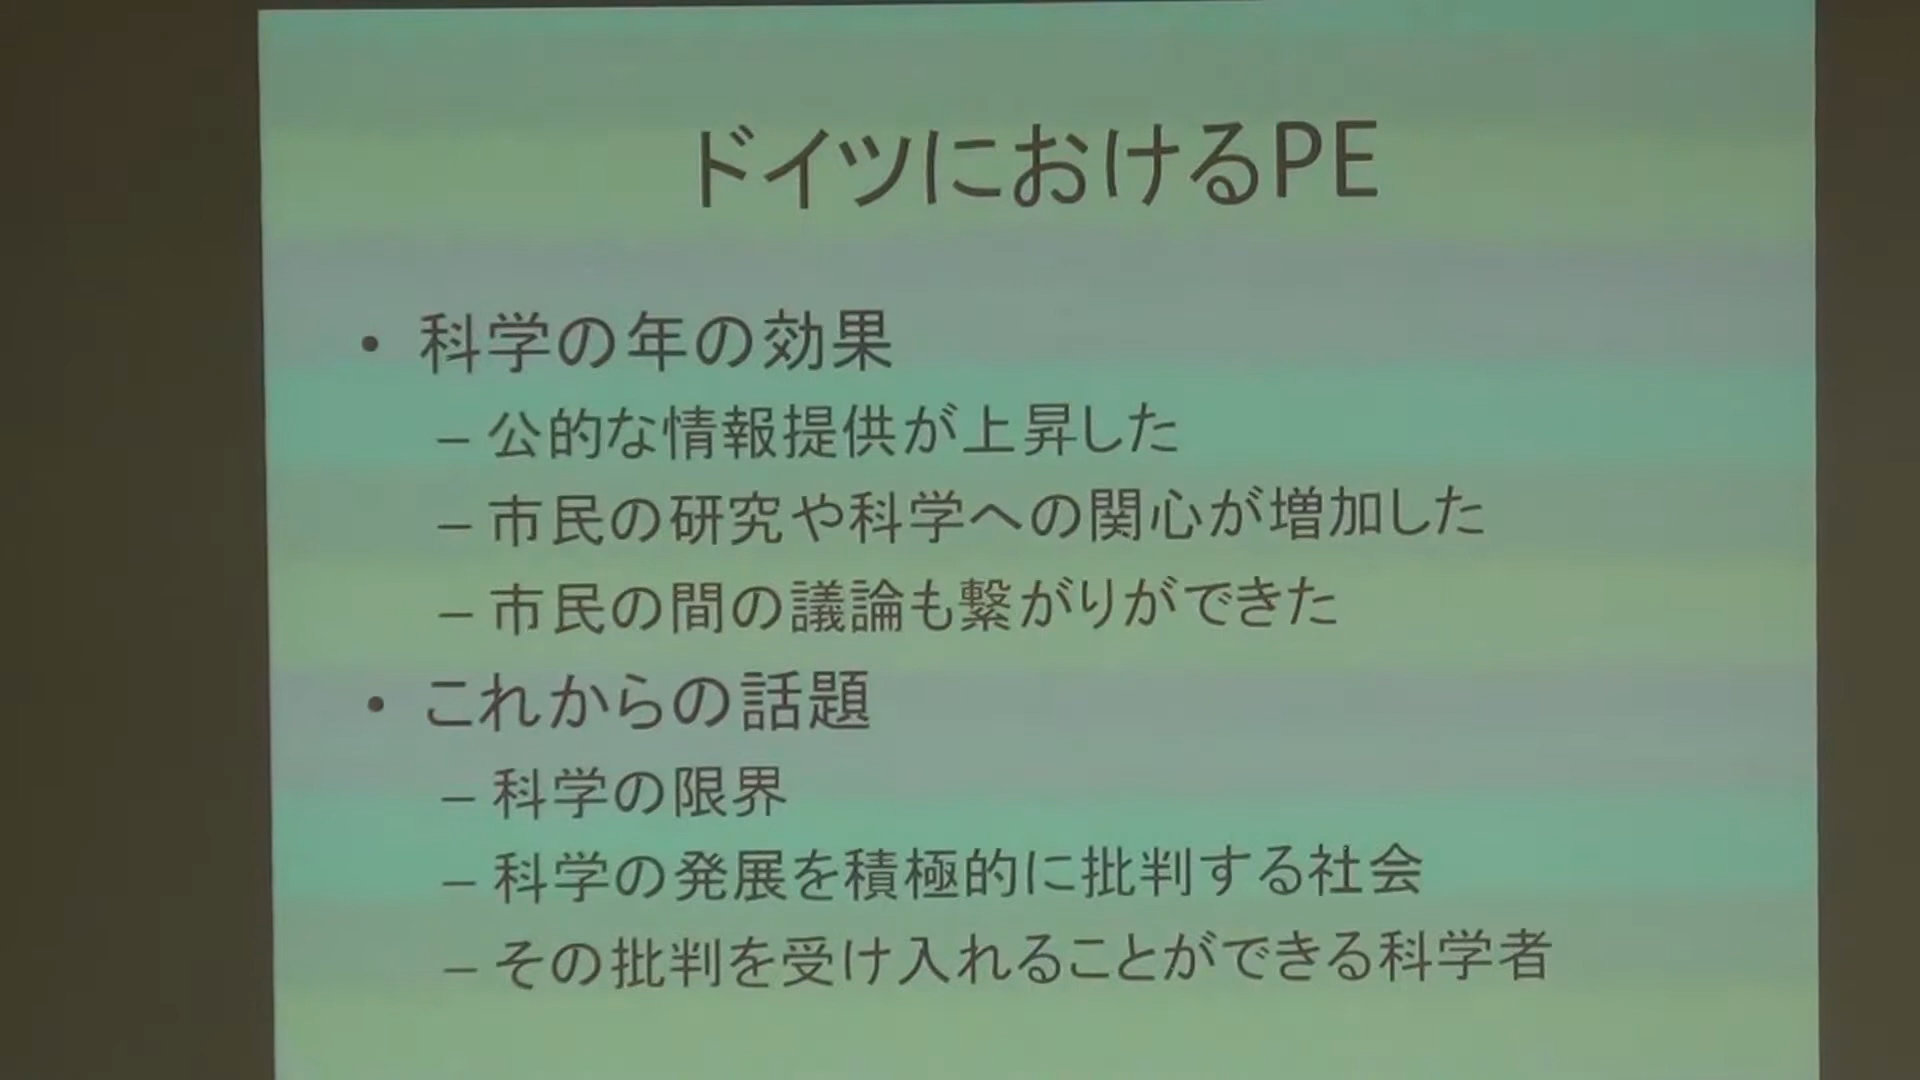 ドイツにおけるPE
• 科学の年の効果
– 公的な情報提供が上昇した
– 市民の研究や科学への関心が増加した
– 市民の間の議論も繋がりができた
• これからの話題
– 科学の限界
– 科学の発展を積極的に批判する社会
– その批判を受け入れることができる科学者